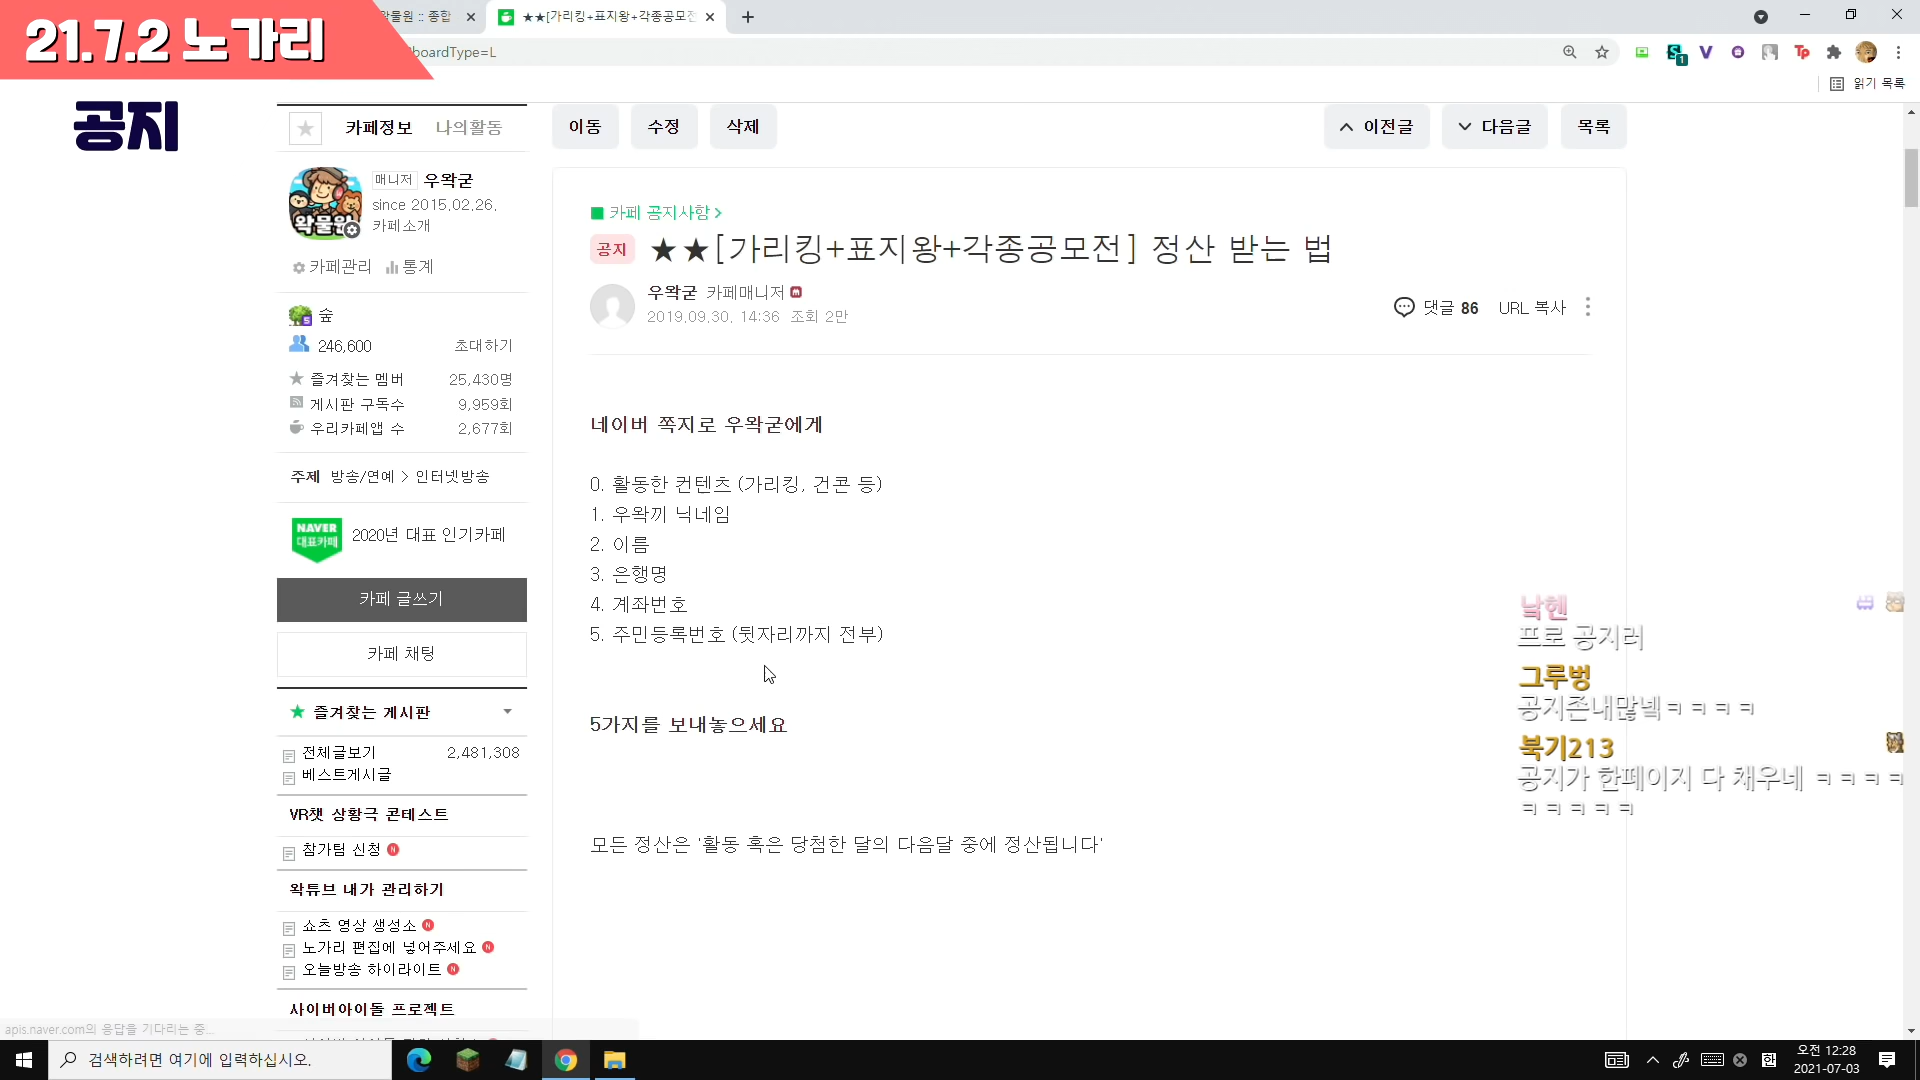 21.7.2 노가리
왁물원 :: 종합
★★[가리킹+표지왕+각종공모전
boardType=L
읽기 목록
공지
카페정보 나의활동
이동 수정 삭제
이전글 다음글 목록
매니저 우왁굳
since 2015.02.26.
카페소개
왁물원
카페관리 통계
숲
246,600 초대하기
즐겨찾는 멤버 25,430명
게시판 구독수 9,959회
우리카페앱 수 2,677회
주제 방송/연예 > 인터넷방송
NAVER
대표카페
2020년 대표 인기카페
카페 글쓰기
카페 채팅
즐겨찾는 게시판
전체글보기 2,481,308
베스트게시글
VR챗 상황극 콘테스트
참가팀 신청 N
왁튜브 내가 관리하기
쇼츠 영상 생성소 N
노가리 편집에 넣어주세요 N
오늘방송 하이라이트 N
사이버아이돌 프로젝트
카페 공지사항 >
공지 ★★[가리킹+표지왕+각종공모전] 정산 받는 법
우왁굳 카페매니저
2019.09.30. 14:36 조회 2만
댓글 86 URL 복사
네이버 쪽지로 우왁굳에게
0. 활동한 컨텐츠 (가리킹, 건콘 등)
1. 우왁끼 닉네임
2. 이름
3. 은행명
4. 계좌번호
5. 주민등록번호 (뒷자리까지 전부)
5가지를 보내놓으세요
모든 정산은 '활동 혹은 당첨한 달의 다음달 중에 정산됩니다'
낰헨
프로 공지러
그루벙
공지존내많넼ㅋㅋㅋㅋ
북기213
공지가 한페이지 다 채우네 ㅋㅋㅋㅋ
ㅋㅋㅋㅋㅋ
apis.naver.com의 응답을 기다리는 중...
검색하려면 여기에 입력하십시오.
한
오전 12:28
2021-07-03